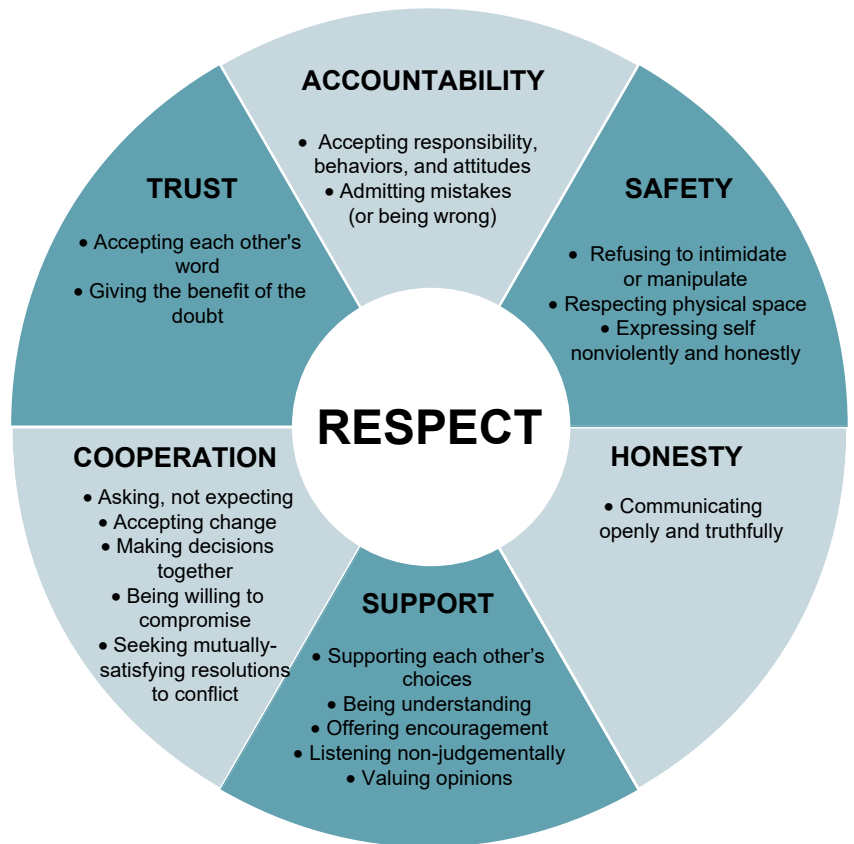 ACCOUNTABILITY
• Accepting responsibility,
behaviors, and attitudes
• Admitting mistakes
(or being wrong)
SAFETY
• Refusing to intimidate
or manipulate
• Respecting physical space
• Expressing self
nonviolently and honestly
HONESTY
• Communicating
openly and truthfully
SUPPORT
• Supporting each other’s
choices
• Being understanding
• Offering encouragement
• Listening non-judgementally
• Valuing opinions
COOPERATION
• Asking, not expecting
• Accepting change
• Making decisions
together
• Being willing to
compromise
• Seeking mutually-
satisfying resolutions
to conflict
TRUST
• Accepting each other's
word
• Giving the benefit of the
doubt
RESPECT